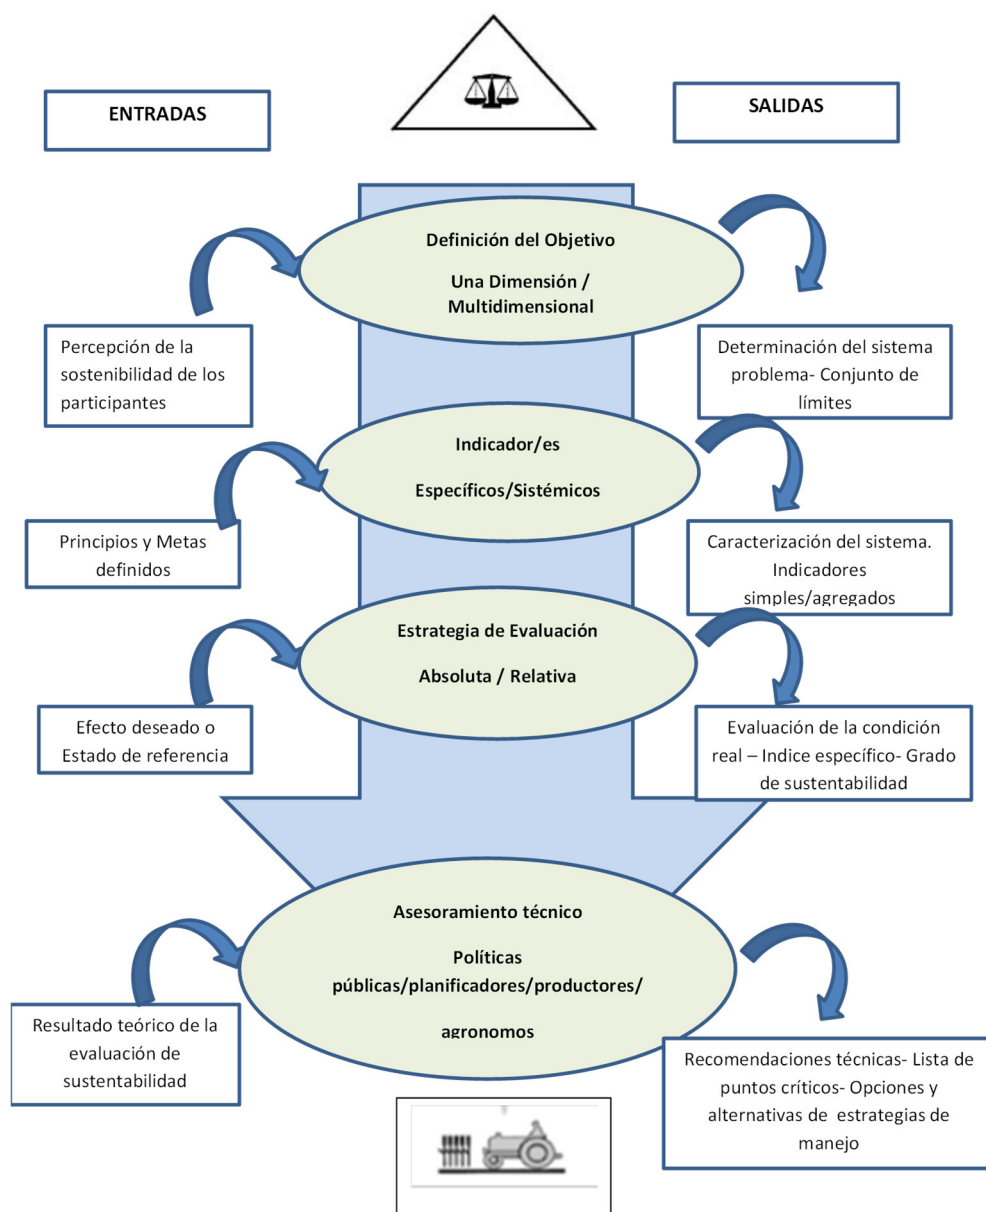 ENTRADAS
SALIDAS
Definición del Objetivo
Una Dimensión /
Multidimensional
Percepción de la
sostenibilidad de los
participantes
Determinación del sistema
problema- Conjunto de
límites
Indicador/es
Específicos/Sistémicos
Principios y Metas
definidos
Caracterización del sistema.
Indicadores
simples/agregados
Estrategia de Evaluación
Absoluta / Relativa
Efecto deseado o
Estado de referencia
Evaluación de la condición
real – Indice específico- Grado
de sustentabilidad
Asesoramiento técnico
Políticas
públicas/planificadores/productores/
agronomos
Resultado teórico de la
evaluación de
sustentabilidad
Recomendaciones técnicas- Lista de
puntos críticos- Opciones y
alternativas de estrategias de
manejo